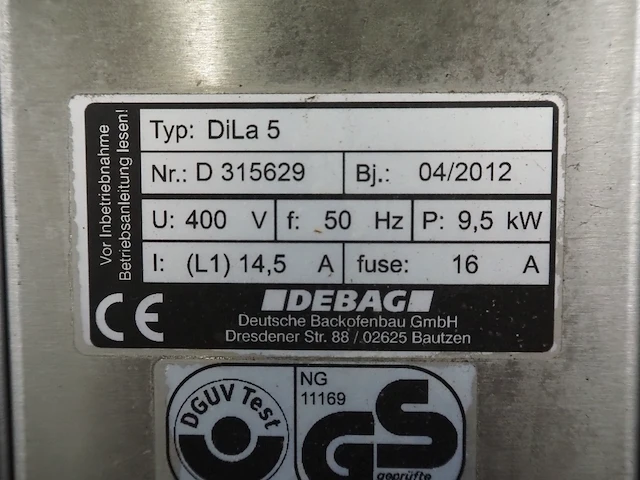 Vor Inbetriebnahme
Betriebsanleitung lesen!
Typ: DiLa 5
Nr.: D 315629 Bj.: 04/2012
U: 400 V f: 50 Hz P: 9,5 kW
I: (L1) 14,5 A fuse: 16 A
CE
DEBAG
Deutsche Backofenbau GmbH
Dresdener Str. 88 / 02625 Bautzen
DGUV Test
NG
11169
GS
geprüfte